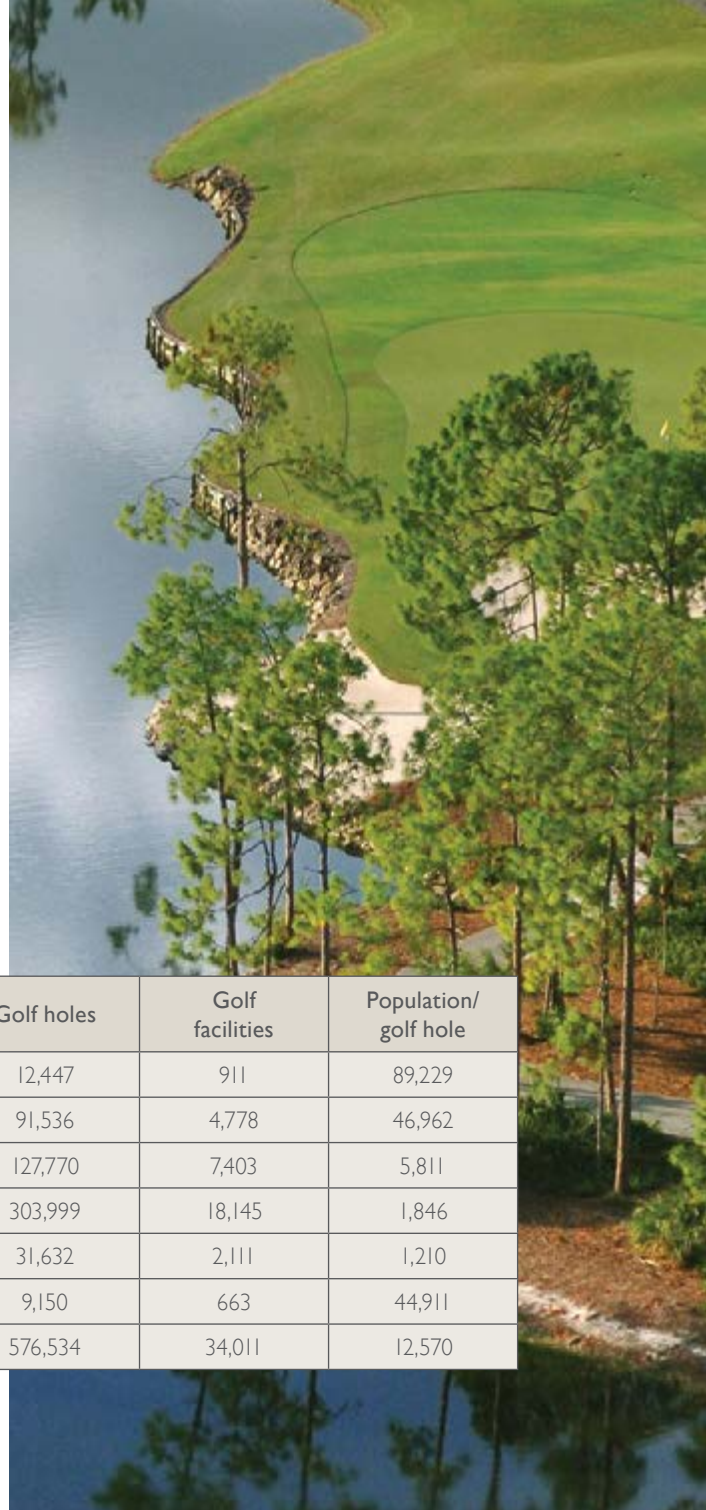 Golf holes Golf facilities Population/ golf hole
12,447 911 89,229
91,536 4,778 46,962
127,770 7,403 5,811
303,999 18,145 1,846
31,632 2,111 1,210
9,150 663 44,911
576,534 34,011 12,570